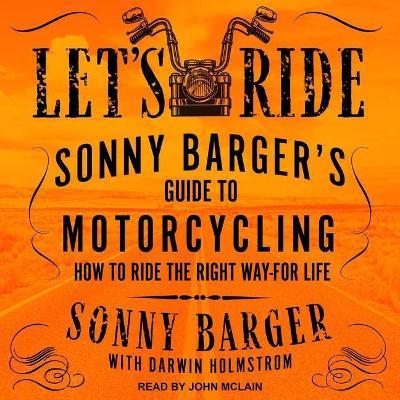 LET'S RIDE
SONNY BARGER'S
GUIDE TO
MOTORCYCLING
HOW TO RIDE THE RIGHT WAY-FOR LIFE
SONNY BARGER
WITH DARWIN HOLMSTROM
READ BY JOHN MCLAIN